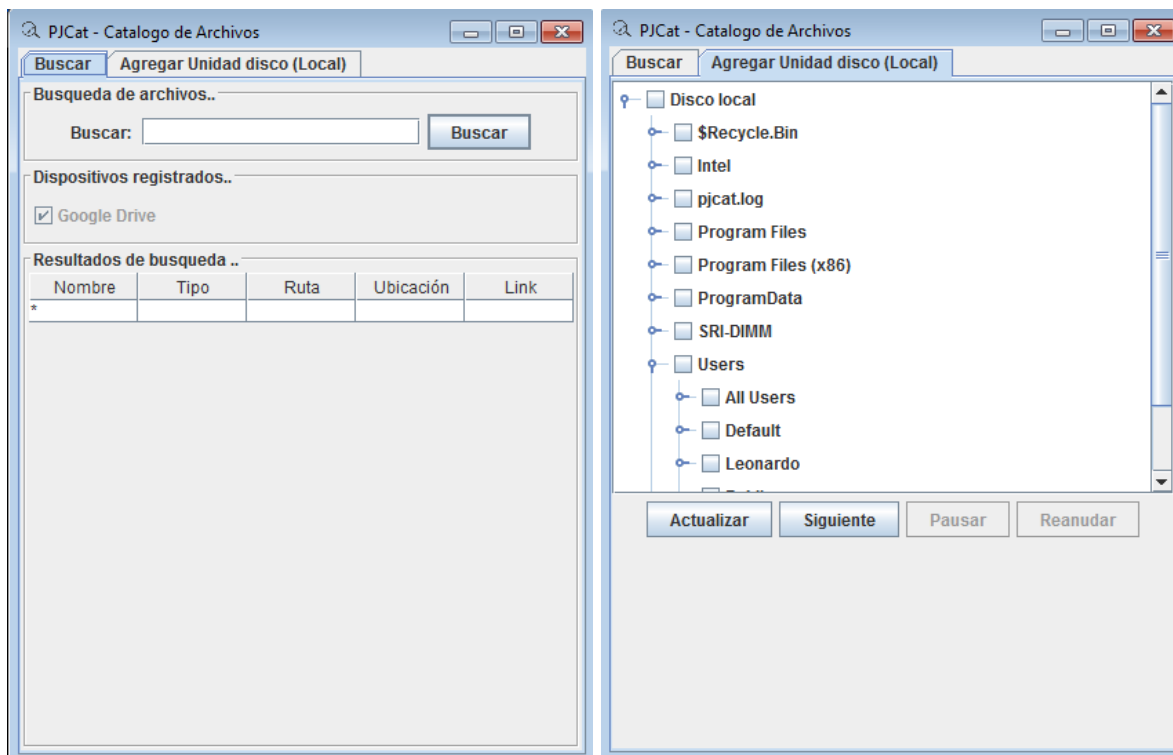 PJCat - Catalogo de Archivos
Buscar Agregar Unidad disco (Local)
Busqueda de archivos..
Buscar: Buscar
Dispositivos registrados..
Google Drive
Resultados de busqueda ..
Nombre Tipo Ruta Ubicación Link
*
PJCat - Catalogo de Archivos
Buscar Agregar Unidad disco (Local)
Disco local
$Recycle.Bin
Intel
pjcat.log
Program Files
Program Files (x86)
ProgramData
SRI-DIMM
Users
All Users
Default
Leonardo
Actualizar Siguiente Pausar Reanudar